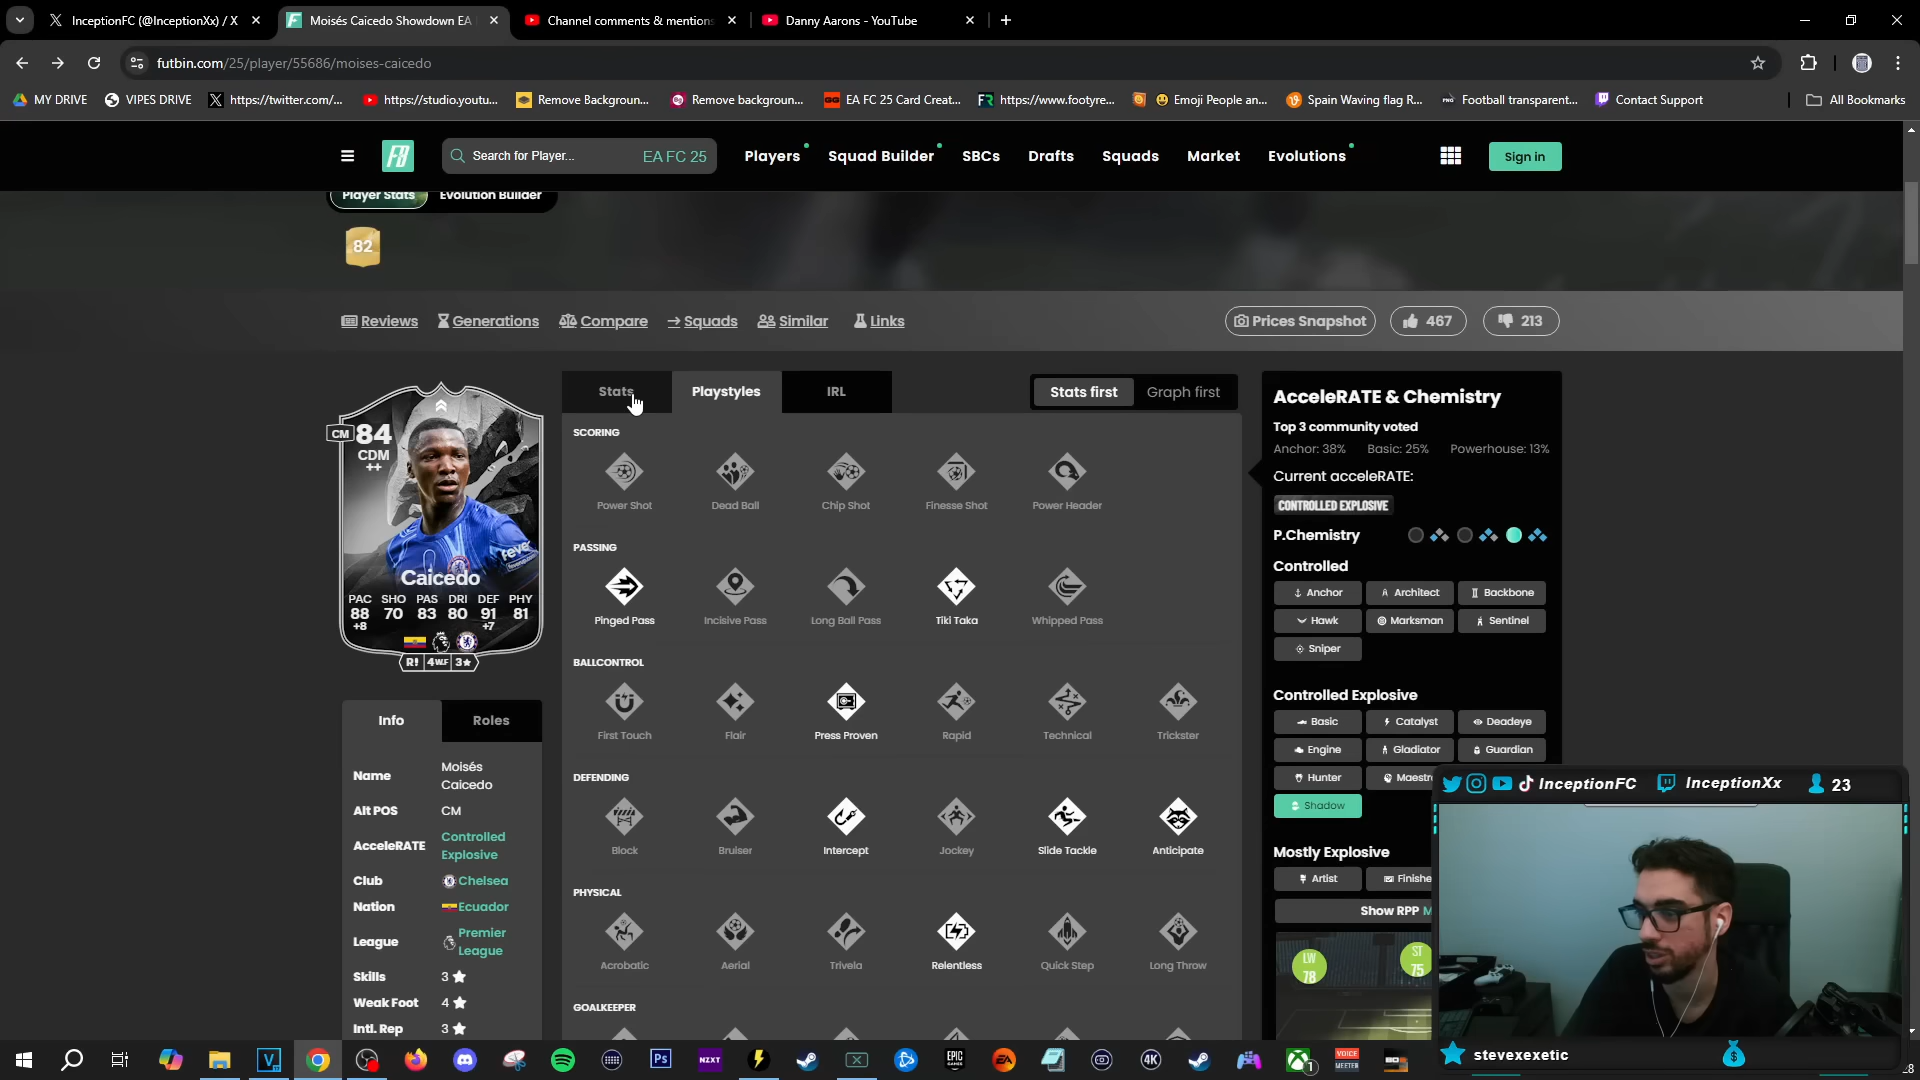 InceptionFC (@InceptionXx) / X
Moisés Caicedo Showdown EA
Channel comments & mentions
Danny Aarons - YouTube
futbin.com/25/player/55686/moises-caicedo
MY DRIVE
VIPES DRIVE
https://twitter.com/...
https://studio.youtu...
Remove Backgroun...
Remove backgroun...
EA FC 25 Card Creat...
https://www.footyre...
Emoji People an...
Spain Waving flag R...
Football transparent...
Contact Support
All Bookmarks
Search for Player...
EA FC 25
Players
Squad Builder
SBCs
Drafts
Squads
Market
Evolutions
Sign in
Player Stats
Evolution Builder
82
Reviews
Generations
Compare
Squads
Similar
Links
Prices Snapshot
467
213
Stats
Playstyles
IRL
Stats first
Graph first
CM
84
CDM
++
Caicedo
PAC SHO PAS DRI DEF PHY
88 70 83 80 91 81
+8 +7
R! 4WF 3★
Info
Roles
Name
Moisés
Caicedo
Alt POS
CM
AcceleRATE
Controlled
Explosive
Club
Chelsea
Nation
Ecuador
League
Premier
League
Skills
3
Weak Foot
4
Intl. Rep
3
SCORING
Power Shot
Dead Ball
Chip Shot
Finesse Shot
Power Header
PASSING
Pinged Pass
Incisive Pass
Long Ball Pass
Tiki Taka
Whipped Pass
BALLCONTROL
First Touch
Flair
Press Proven
Rapid
Technical
Trickster
DEFENDING
Block
Bruiser
Intercept
Jockey
Slide Tackle
Anticipate
PHYSICAL
Acrobatic
Aerial
Trivela
Relentless
Quick Step
Long Throw
GOALKEEPER
AcceleRATE & Chemistry
Top 3 community voted
Anchor: 38% Basic: 25% Powerhouse: 13%
Current acceleRATE:
CONTROLLED EXPLOSIVE
P.Chemistry
Controlled
Anchor
Architect
Backbone
Hawk
Marksman
Sentinel
Sniper
Controlled Explosive
Basic
Catalyst
Deadeye
Engine
Gladiator
Guardian
Hunter
Maestr
Shadow
Mostly Explosive
Artist
Finishe
Show RPP M
LW
78
ST
75
InceptionFC
InceptionXx
23
stevexexetic